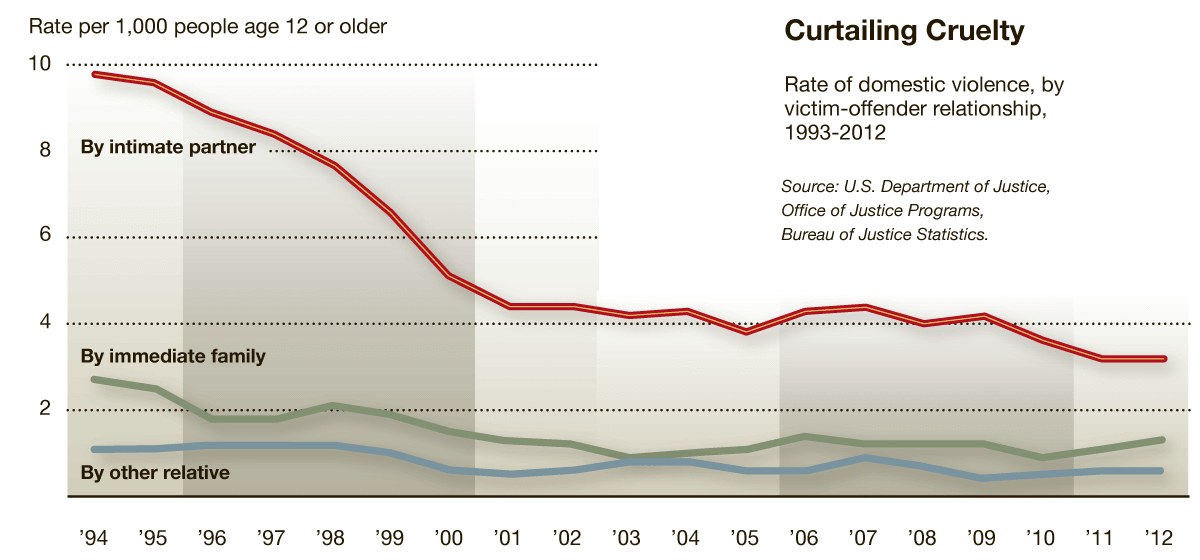 Rate per 1,000 people age 12 or older
Curtailing Cruelty
Rate of domestic violence, by
victim-offender relationship,
1993-2012
Source: U.S. Department of Justice,
Office of Justice Programs,
Bureau of Justice Statistics.
10
8
6
4
2
By intimate partner
By immediate family
By other relative
’94 ’95 ’96 ’97 ’98 ’99 ’00 ’01 ’02 ’03 ’04 ’05 ’06 ’07 ’08 ’09 ’10 ’11 ’12